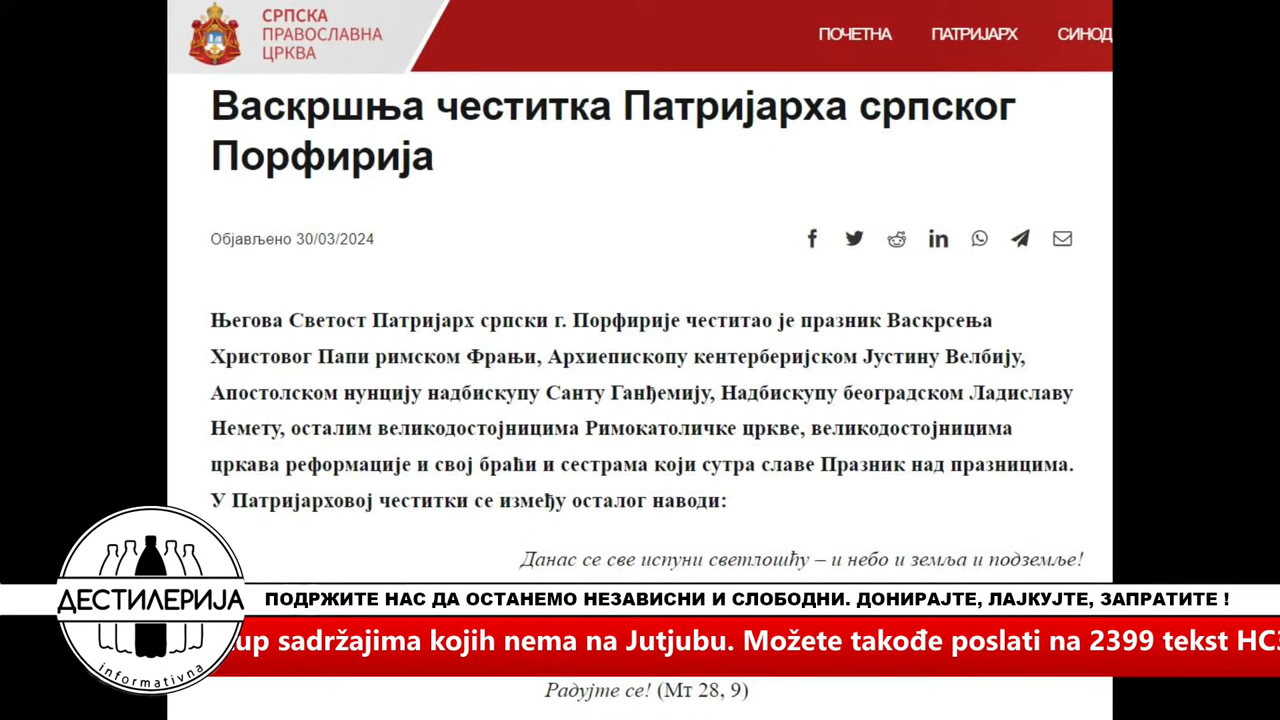 СРПСКА
ПРАВОСЛАВНА
ЦРКВА
ПОЧЕТНА ПАТРИЈАРХ СИНОД
Васкршња честитка Патријарха српског
Порфирија
Објављено 30/03/2024
Његова Светост Патријарх српски г. Порфирије честитао је празник Васкрсења
Христовог Папи римском Фрањи, Архиепископу кентерберијском Јустину Велбију,
Апостолском нунцију надбискупу Санту Ганђемију, Надбискупу београдском Ладиславу
Немету, осталим великодостојницима Римокатоличке цркве, великодостојницима
цркава реформације и свој браћи и сестрама који сутра славе Празник над празницима.
У Патријарховој честитки се између осталог наводи:
Данас се све испуни светлошћу – и небо и земља и подземље!
ДЕСТИЛЕРИЈА
informativna
ПОДРЖИТЕ НАС ДА ОСТАНЕМО НЕЗАВИСНИ И СЛОБОДНИ. ДОНИРАЈТЕ, ЛАЈКУЈТЕ, ЗАПРАТИТЕ !
sadržajima kojih nema na Jutjubu. Možete takođe poslati na 2399 tekst
Радујте се! (Мт 28, 9)